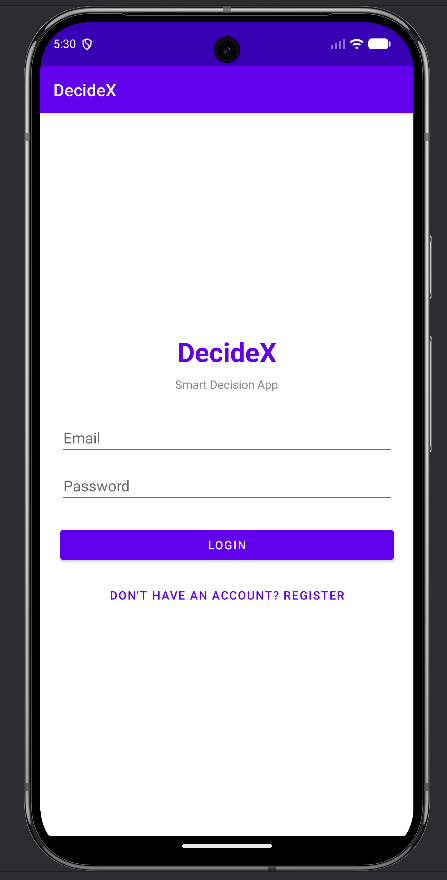 5:30
DecideX
DecideX
Smart Decision App
Email
Password
LOGIN
DON'T HAVE AN ACCOUNT? REGISTER